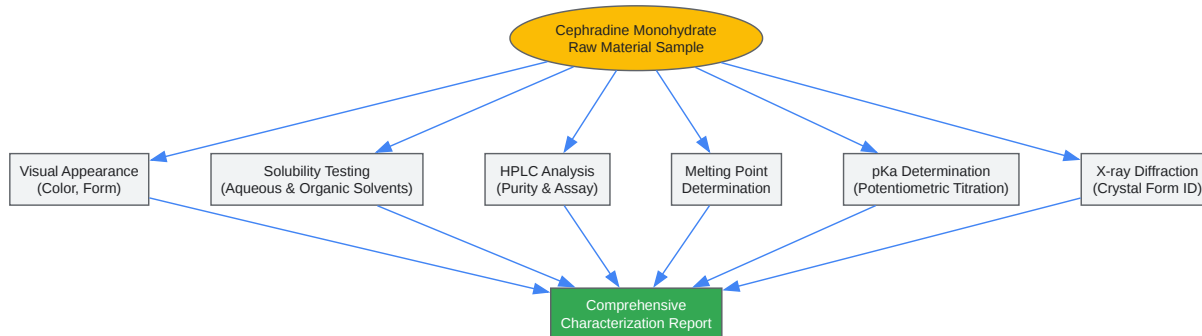 Cephradine Monohydrate
Raw Material Sample
Visual Appearance
(Color, Form)
Solubility Testing
(Aqueous & Organic Solvents)
HPLC Analysis
(Purity & Assay)
Melting Point
Determination
pKa Determination
(Potentiometric Titration)
X-ray Diffraction
(Crystal Form ID)
Comprehensive
Characterization Report